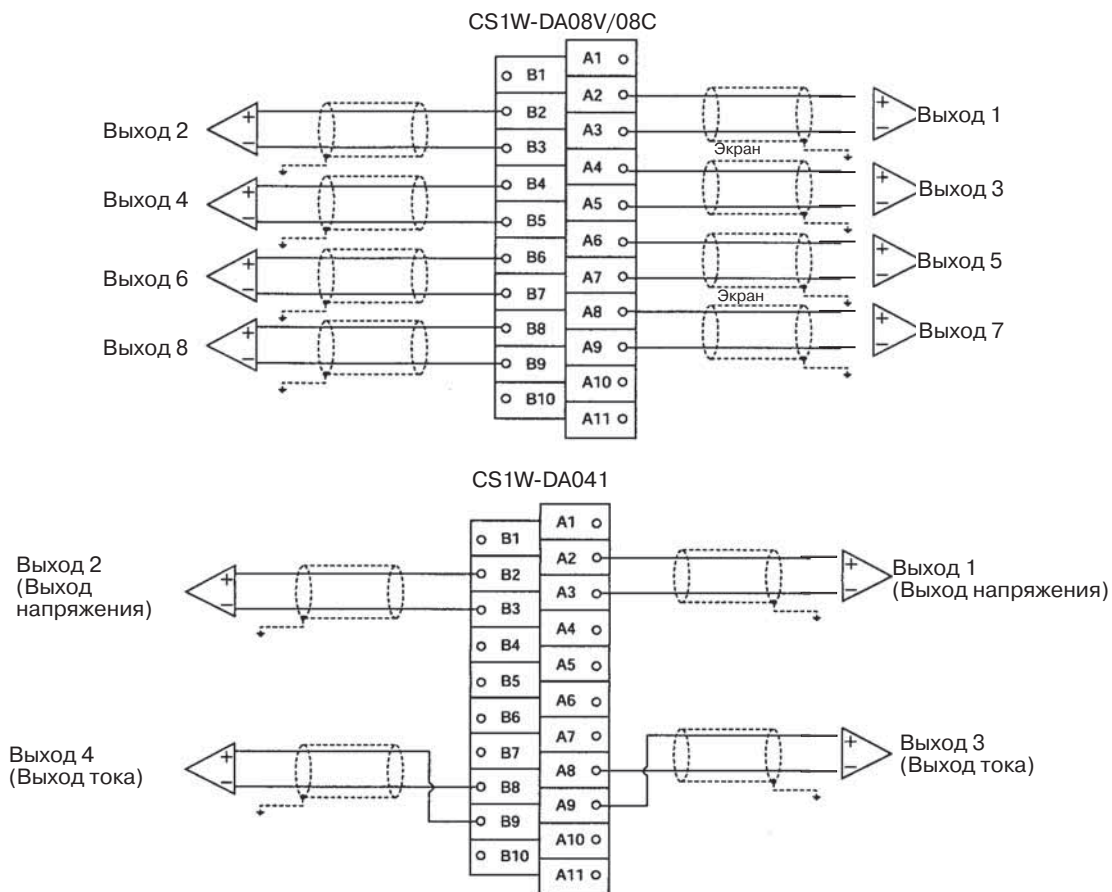 CS1W-DA08V/08C
A1
B1
A2
B2
A3
B3
A4
B4
A5
B5
A6
B6
A7
B7
A8
B8
A9
B9
A10
B10
A11
Выход 2
+
−
Выход 4
+
−
Выход 6
+
−
Выход 8
+
−
Экран
Экран
+
−
Выход 1
+
−
Выход 3
+
−
Выход 5
+
−
Выход 7
CS1W-DA041
A1
B1
A2
B2
A3
B3
A4
B4
A5
B5
A6
B6
A7
B7
A8
B8
A9
B9
A10
B10
A11
Выход 2
(Выход
напряжения)
+
−
Выход 4
(Выход тока)
+
−
+
−
Выход 1
(Выход напряжения)
+
−
Выход 3
(Выход тока)